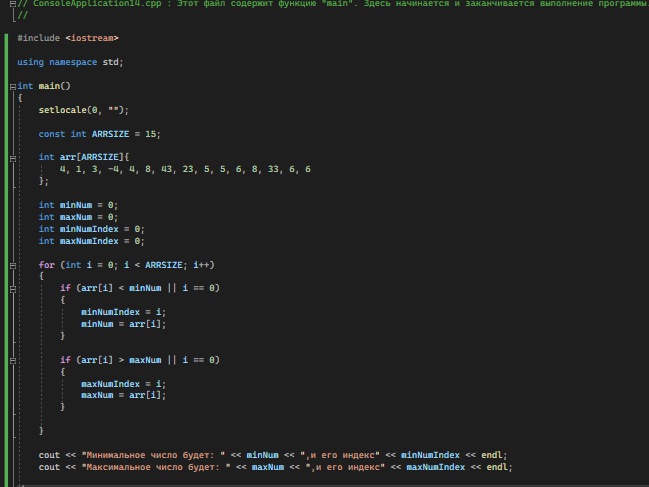 // ConsoleApplication14.cpp : Этот файл содержит функцию "main". Здесь начинается и заканчивается выполнение программы.
//
#include <iostream>
using namespace std;
int main()
{
setlocale(0, "");
const int ARRSIZE = 15;
int arr[ARRSIZE]{
4, 1, 3, -4, 4, 8, 43, 23, 5, 5, 6, 8, 33, 6, 6
};
int minNum = 0;
int maxNum = 0;
int minNumIndex = 0;
int maxNumIndex = 0;
for (int i = 0; i < ARRSIZE; i++)
{
if (arr[i] < minNum || i == 0)
{
minNumIndex = i;
minNum = arr[i];
}
if (arr[i] > maxNum || i == 0)
{
maxNumIndex = i;
maxNum = arr[i];
}
}
cout << "Минимальное число будет: " << minNum << ",и его индекс" << minNumIndex << endl;
cout << "Максимальное число будет: " << maxNum << ",и его индекс" << maxNumIndex << endl;